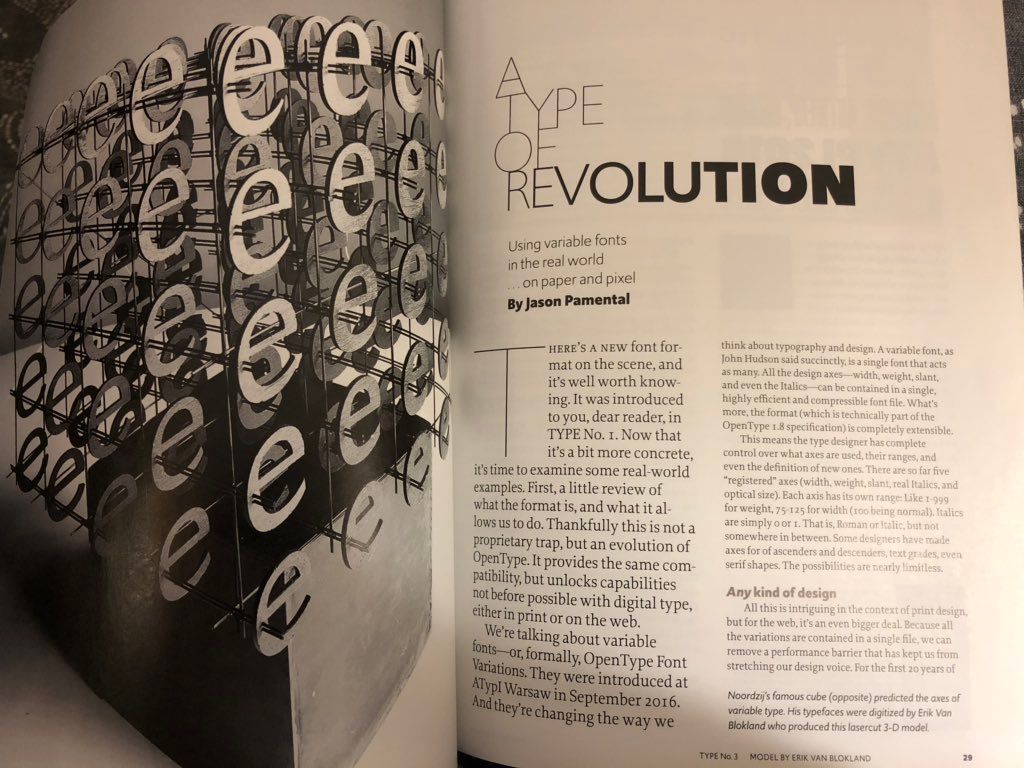 A
TYPE
OF
REVOLUTION
Using variable fonts
in the real world
...on paper and pixel
By Jason Pamental
THERE'S A NEW font for-
mat on the scene, and
it's well worth know-
ing. It was introduced
to you, dear reader, in
TYPE No. 1. Now that
it's a bit more concrete,
it's time to examine some real-world
examples. First, a little review of
what the format is, and what it al-
lows us to do. Thankfully this is not a
proprietary trap, but an evolution of
OpenType. It provides the same com-
patibility, but unlocks capabilities
not before possible with digital type,
either in print or on the web.
We're talking about variable
fonts—or, formally, OpenType Font
Variations. They were introduced at
ATypI Warsaw in September 2016.
And they're changing the way we
think about typography and design. A variable font, as
John Hudson said succinctly, is a single font that acts
as many. All the design axes—width, weight, slant,
and even the Italics—can be contained in a single,
highly efficient and compressible font file. What's
more, the format (which is technically part of the
OpenType 1.8 specification) is completely extensible.
This means the type designer has complete
control over what axes are used, their ranges, and
even the definition of new ones. There are so far five
"registered" axes (width, weight, slant, real Italics, and
optical size). Each axis has its own range: Like 1-999
for weight, 75-125 for width (100 being normal). Italics
are simply 0 or 1. That is, Roman or Italic, but not
somewhere in between. Some designers have made
axes for of ascenders and descenders, text grades, even
serif shapes. The possibilities are nearly limitless.
Any kind of design
All this is intriguing in the context of print design,
but for the web, it's an even bigger deal. Because all
the variations are contained in a single file, we can
remove a performance barrier that has kept us from
stretching our design voice. For the first 20 years of
Noordzij's famous cube (opposite) predicted the axes of
variable type. His typefaces were digitized by Erik Van
Blokland who produced this lasercut 3-D model.
TYPE No. 3 MODEL BY ERIK VAN BLOKLAND 29